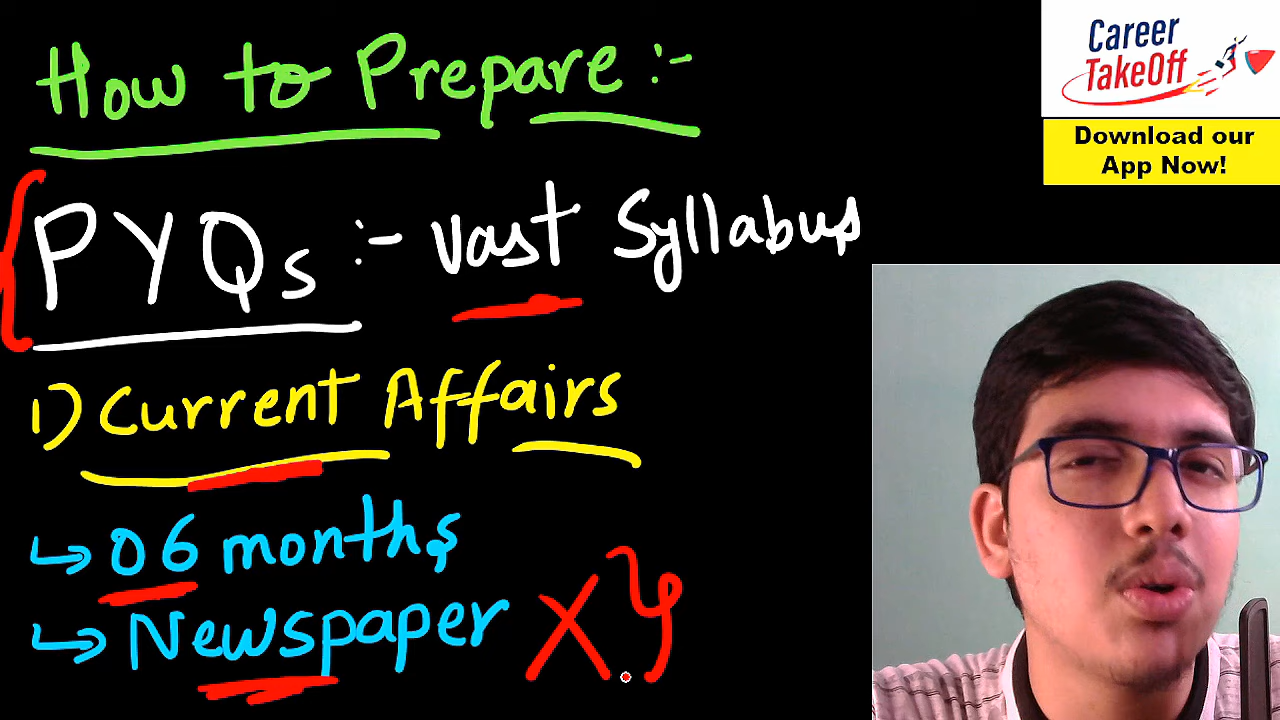 How to Prepare :-
PYQs :- Vast Syllabus
1) Current Affairs
↳ 06 months
↳ Newspaper X y
Career
TakeOff
Download our
App Now!